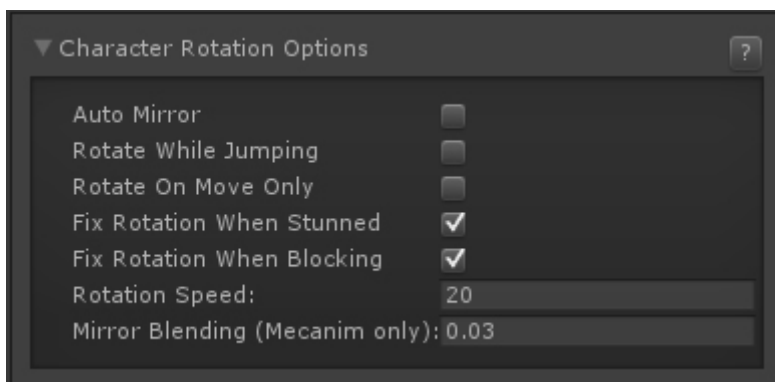 Character Rotation Options ?
Auto Mirror
Rotate While Jumping
Rotate On Move Only
Fix Rotation When Stunned
Fix Rotation When Blocking
Rotation Speed: 20
Mirror Blending (Mecanim only): 0.03